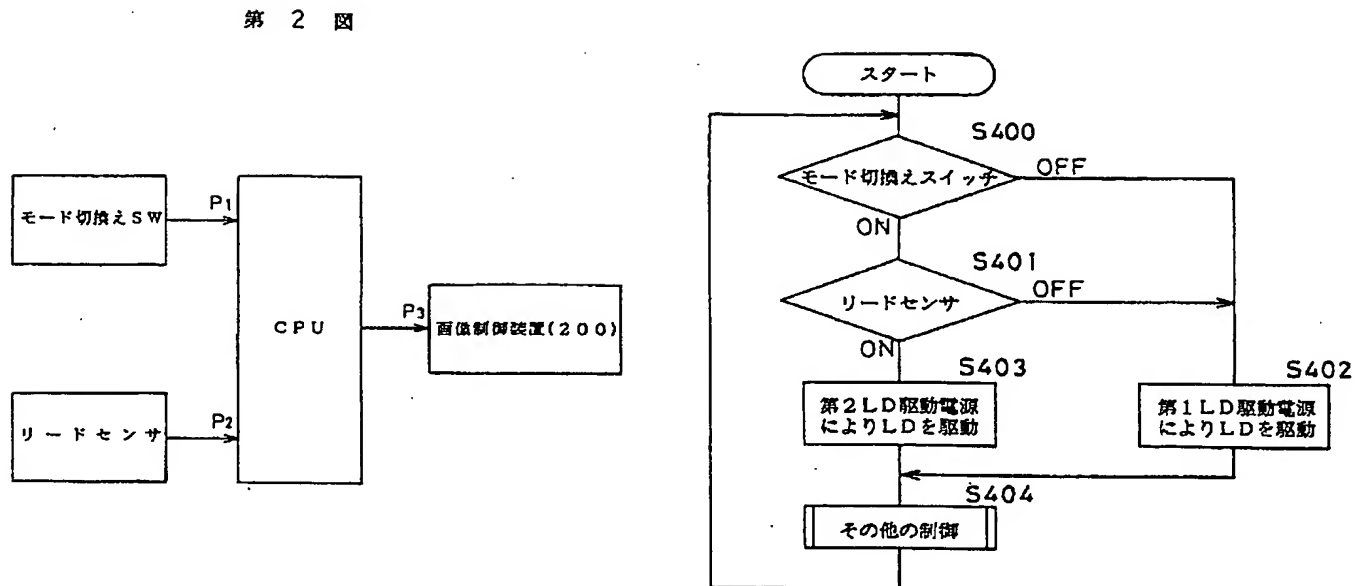 第 2 図
モード切換えSW
P1
CPU
P3
画像制御装置(200)
リードセンサ
P2
スタート
S400
モード切換えスイッチ
OFF
ON
S401
リードセンサ
OFF
ON
S403
第2LD駆動電源
によりLDを駆動
S402
第1LD駆動電源
によりLDを駆動
S404
その他の制御